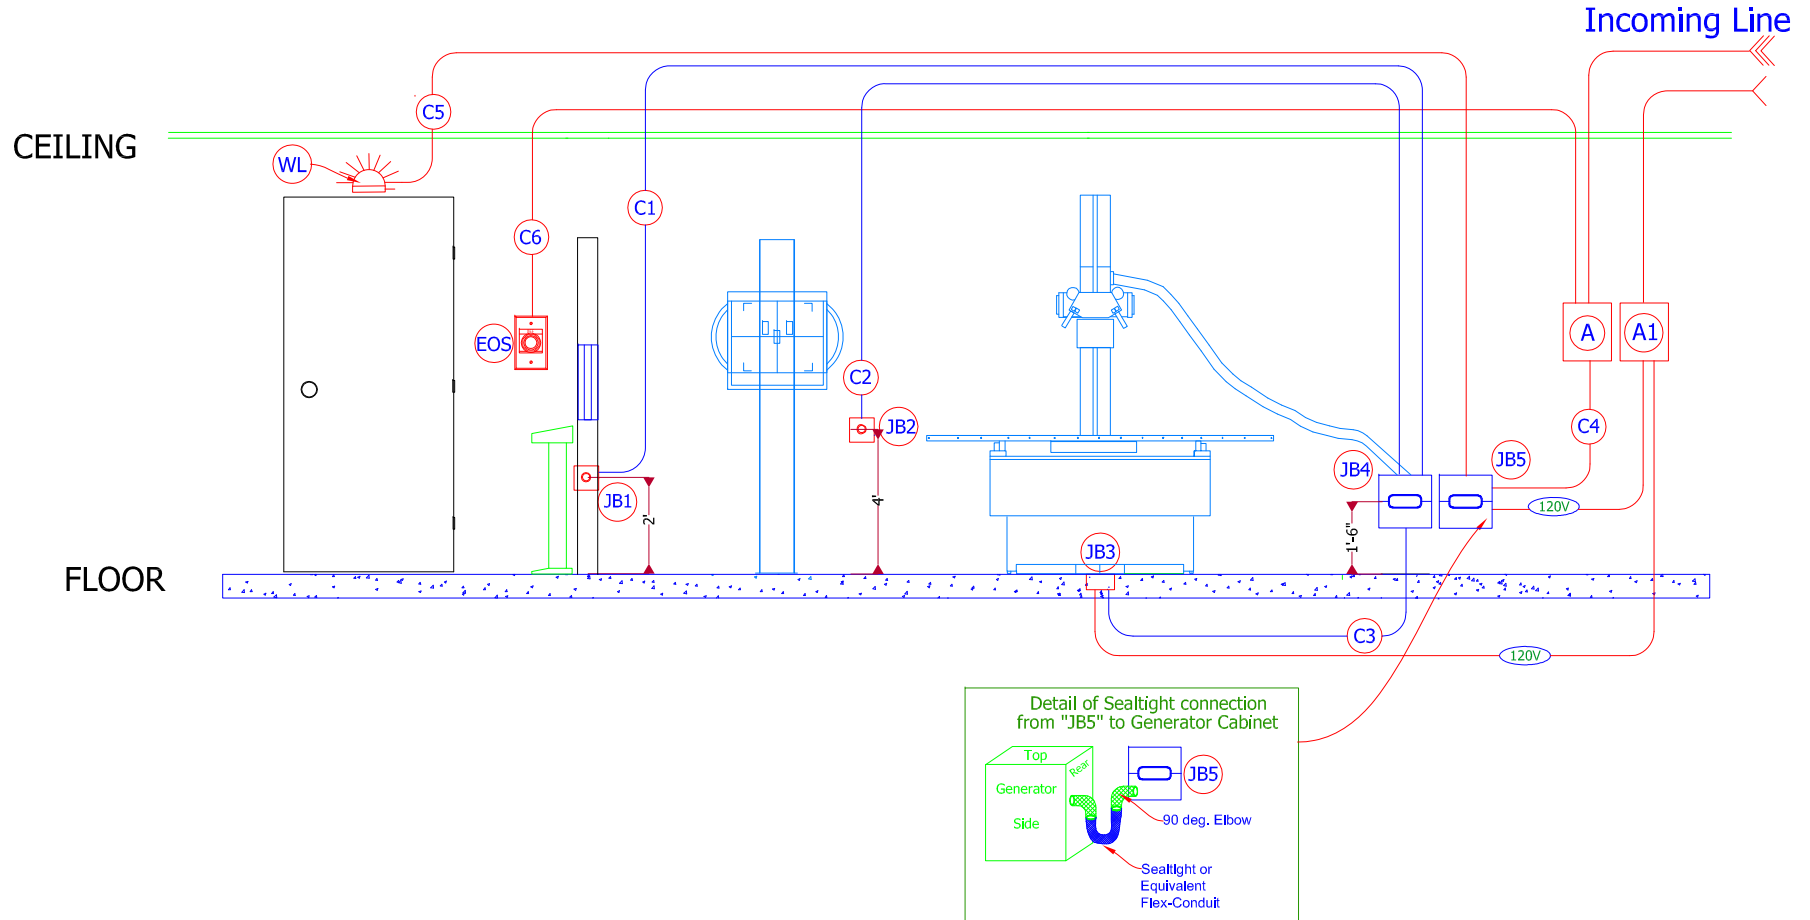 Incoming Line
C5
CEILING
WL
C1
C6
EOS
A
A1
C2
JB2
C4
JB4
JB5
JB1
2'
4'
120V
1'-6"
JB3
FLOOR
C3
120V
Detail of Sealtight connection
from "JB5" to Generator Cabinet
Top
Rear
JB5
Generator
Side
90 deg. Elbow
Sealtight or
Equivalent
Flex-Conduit